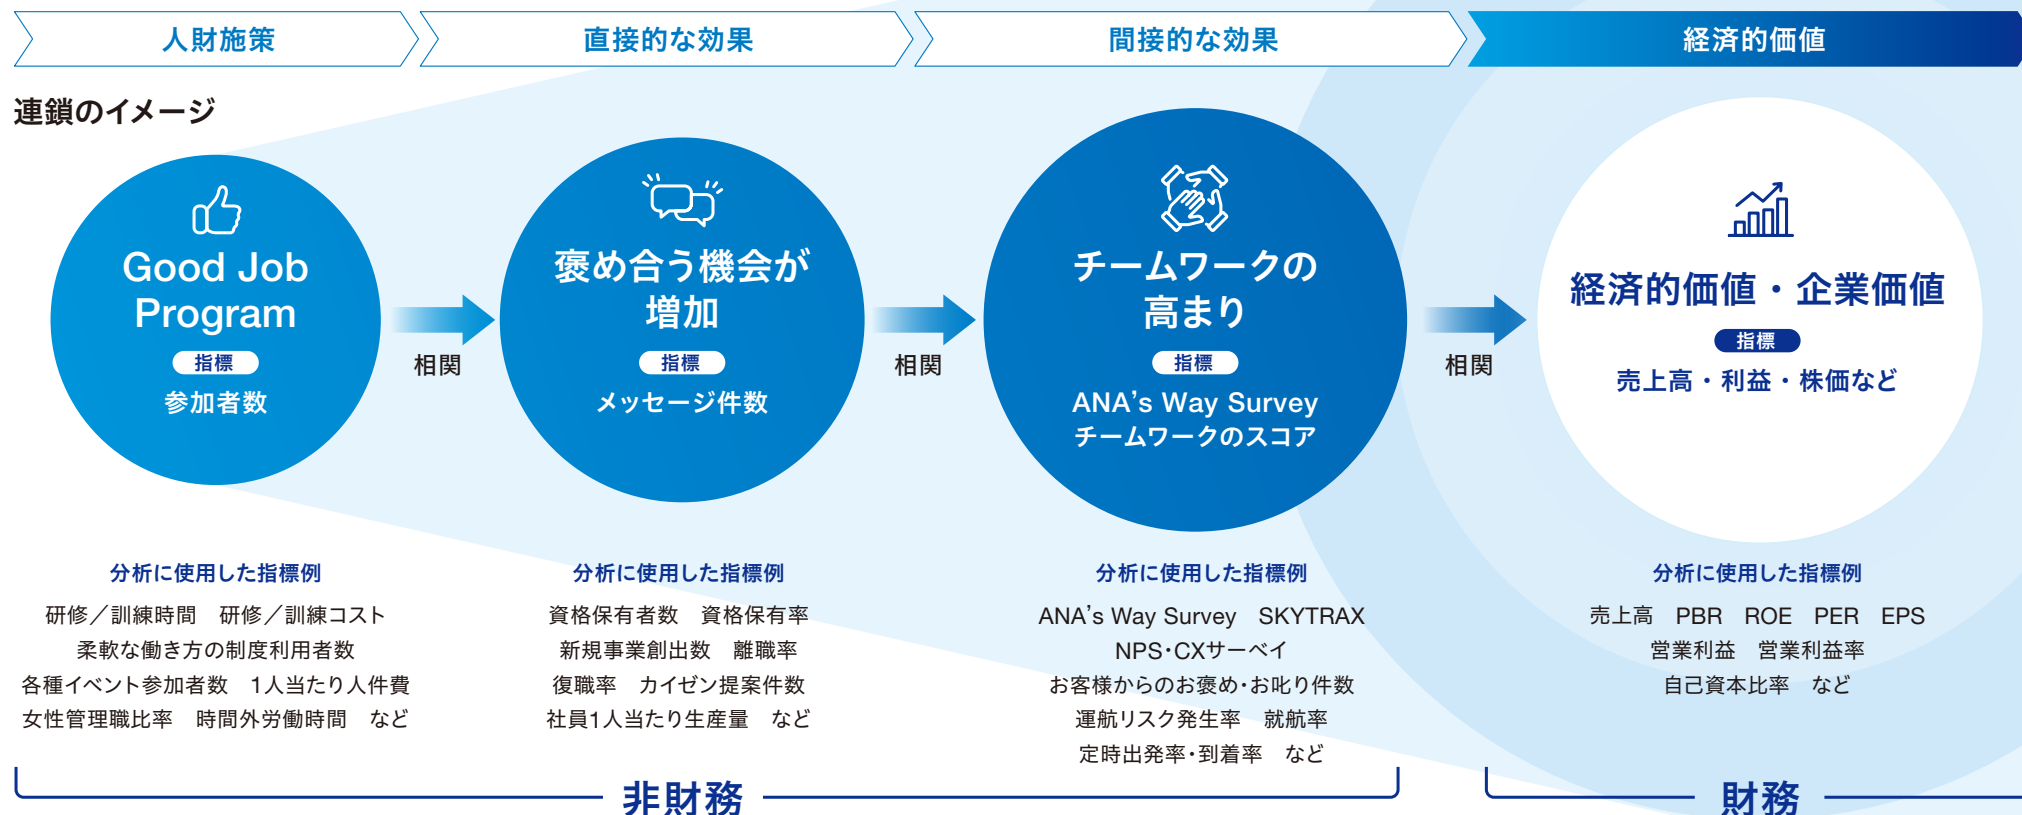 人財施策
直接的な効果
間接的な効果
経済的価値
連鎖のイメージ
Good Job
Program
指標
参加者数
相関
褒め合う機会が
増加
指標
メッセージ件数
相関
チームワークの
高まり
指標
ANA’s Way Survey
チームワークのスコア
相関
経済的価値・企業価値
指標
売上高・利益・株価など
分析に使用した指標例
研修／訓練時間　研修／訓練コスト
柔軟な働き方の制度利用者数
各種イベント参加者数　1人当たり人件費
女性管理職比率　時間外労働時間　など
分析に使用した指標例
資格保有者数　資格保有率
新規事業創出数　離職率
復職率　カイゼン提案件数
社員1人当たり生産量　など
分析に使用した指標例
ANA’s Way Survey　SKYTRAX
NPS・CXサーベイ
お客様からのお褒め・お叱り件数
運航リスク発生率　就航率
定時出発率・到着率　など
分析に使用した指標例
売上高　PBR　ROE　PER　EPS
営業利益　営業利益率
自己資本比率　など
非財務
財務